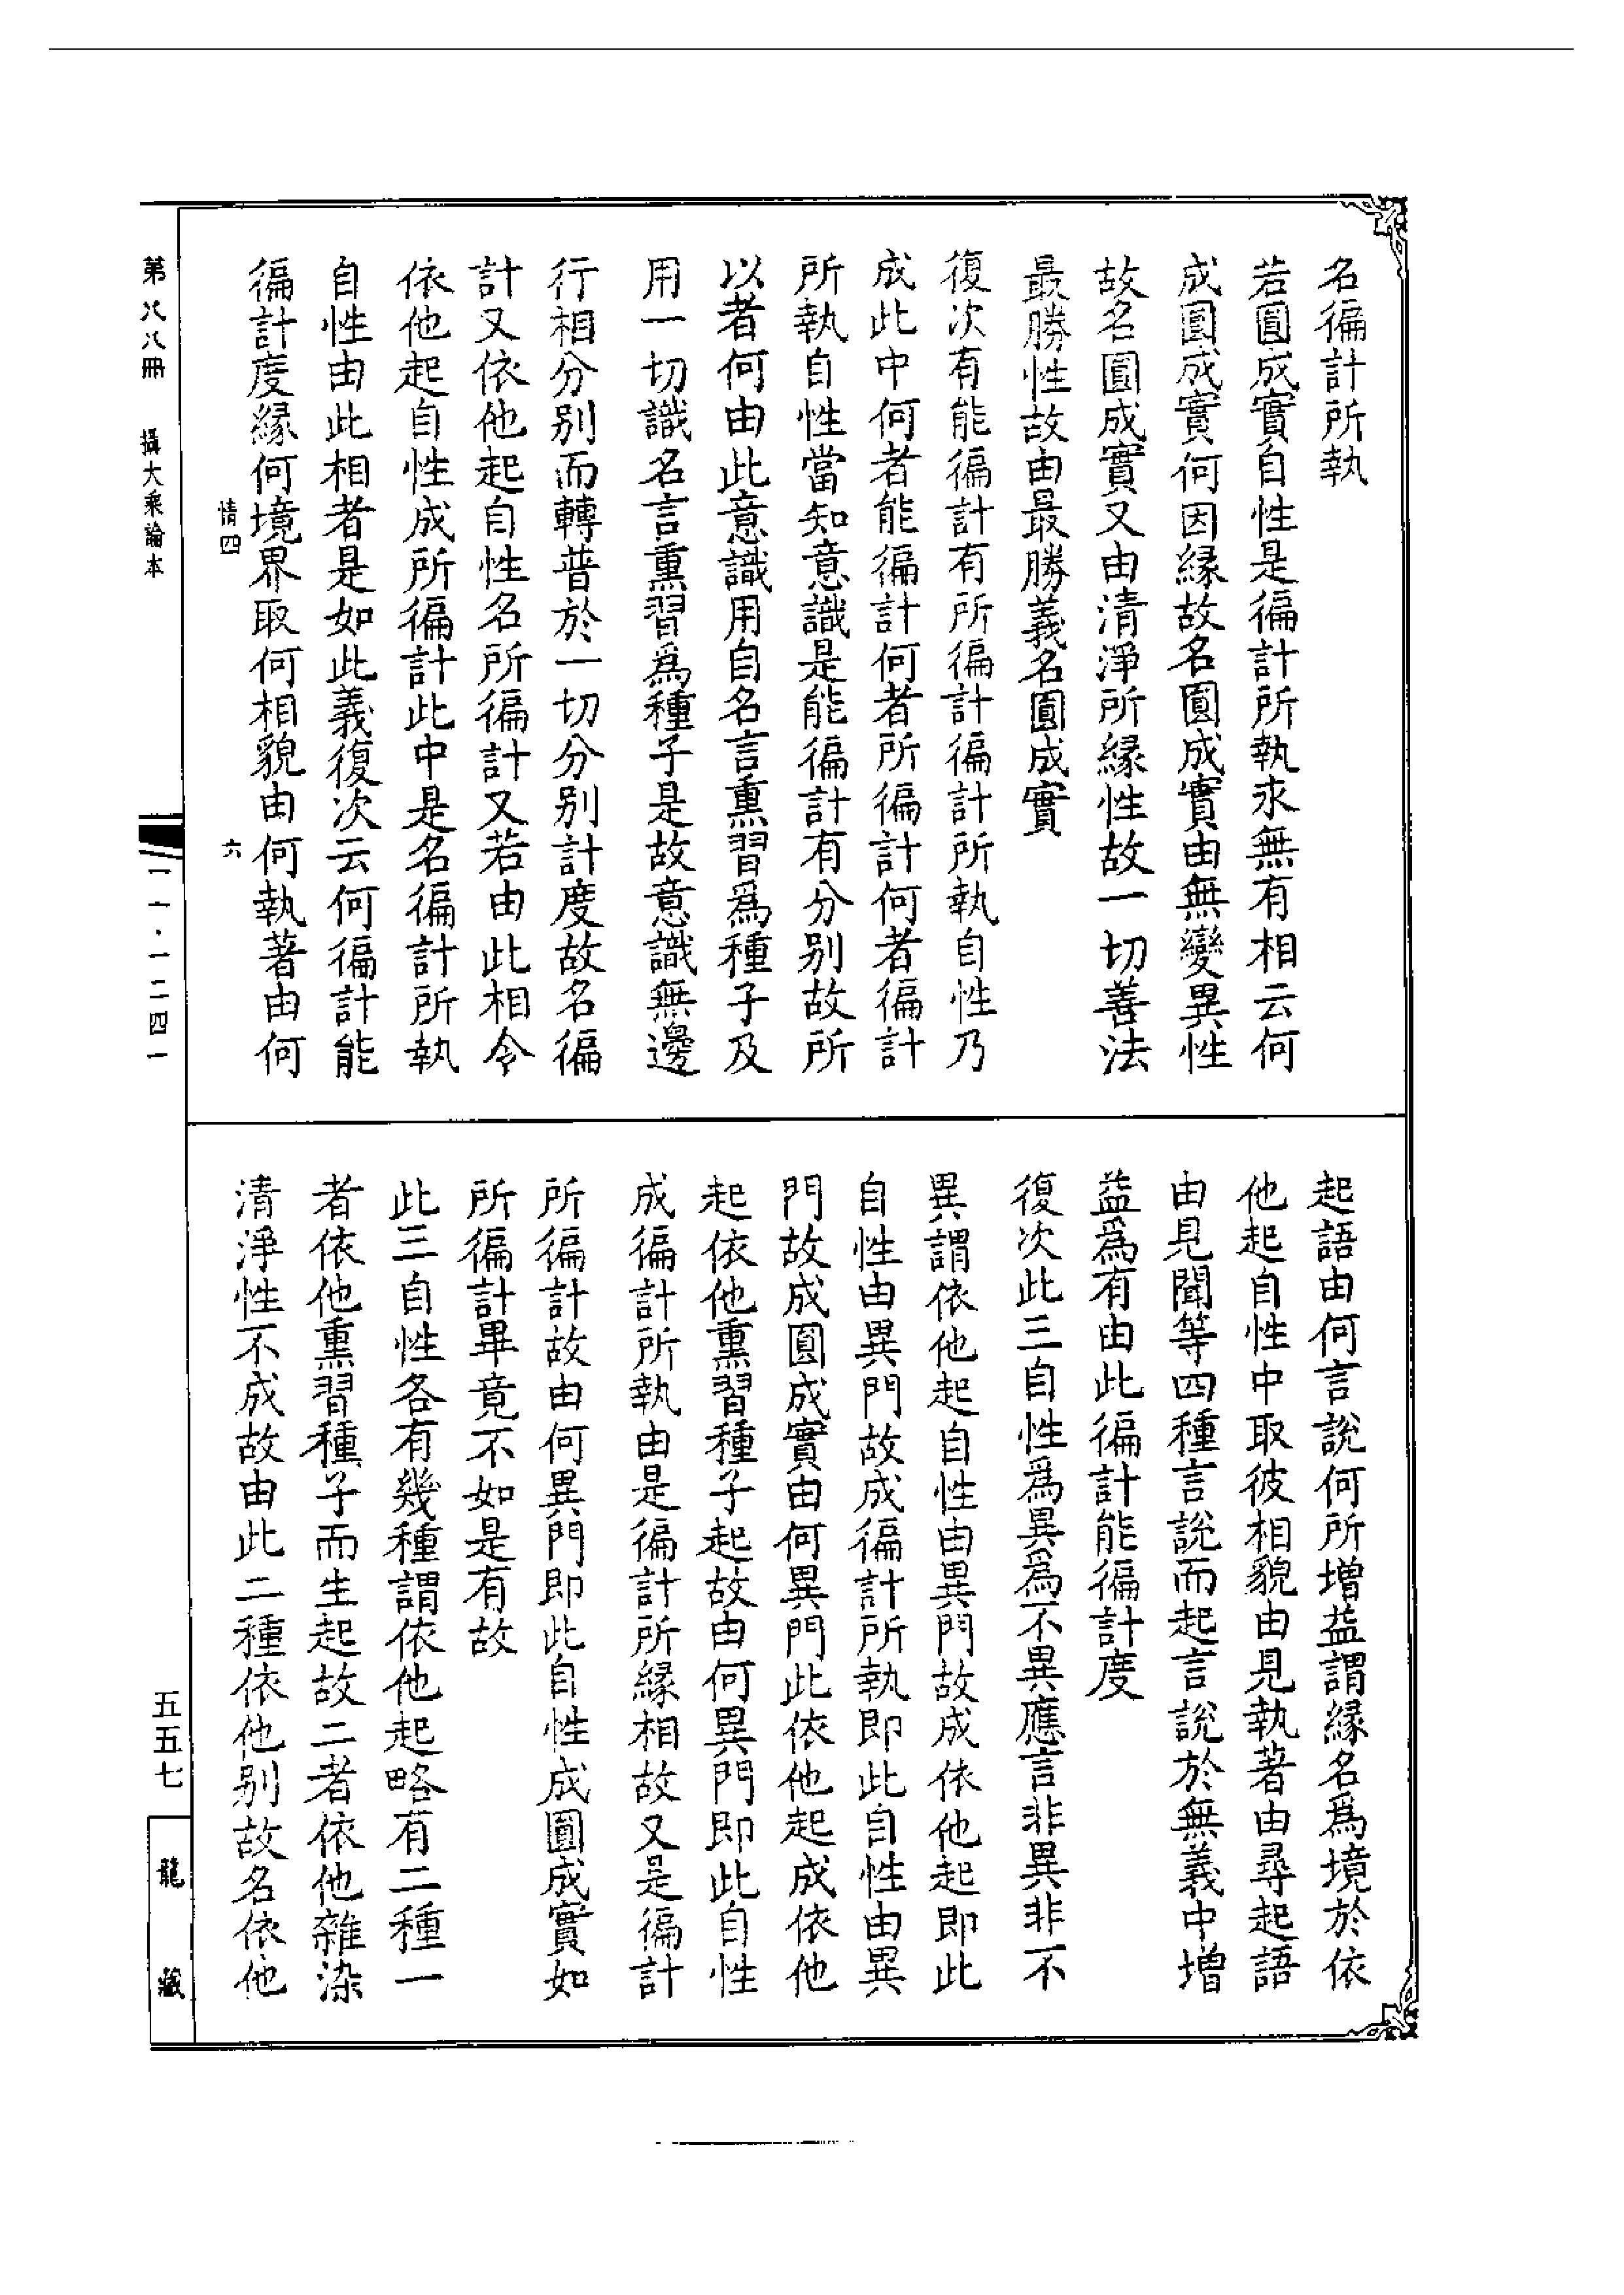 名徧計所執
若圓成實自性是徧計所執永無有相云何
成圓成實何因緣故名圓成實由無變異性
故名圓成實又由清淨所緣性故一切善法
最勝性故由最勝義名圓成實
復次有能徧計有所徧計徧計所執自性乃
成此中何者能徧計何者所徧計何者徧計
所執自性當知意識是能徧計有分別故所
以者何由此意識用自名言熏習爲種子及
用一切識名言熏習爲種子是故意識無邊
行相分別而轉普於一切分別計度故名徧
計又依他起自性名所徧計又若由此相令
依他起自性成所徧計此中是名徧計所執
自性由此相者是如此義復次云何徧計能
徧計度緣何境界取何相貌由何執著由何
情四
六
起語由何言說何所增益謂緣名爲境於依
他起自性中取彼相貌由見執著由尋起語
由見聞等四種言說而起言說於無義中增
益爲有由此徧計能徧計度
復次此三自性爲異爲不異應言非異非不
異謂依他起自性由異門故成依他起即此
自性由異門故成徧計所執即此自性由異
門故成圓成實由何異門此依他起成依他
起依他熏習種子起故由何異門即此自性
成徧計所執由是徧計所緣相故又是徧計
所徧計故由何異門即此自性成圓成實如
所徧計畢竟不如是有故
此三自性各有幾種謂依他起略有二種一
者依他熏習種子而生起故二者依他雜染
清淨性不成故由此二種依他別故名依他
第八八冊 攝大乘論本
一一·一二四一
五五七
龍藏